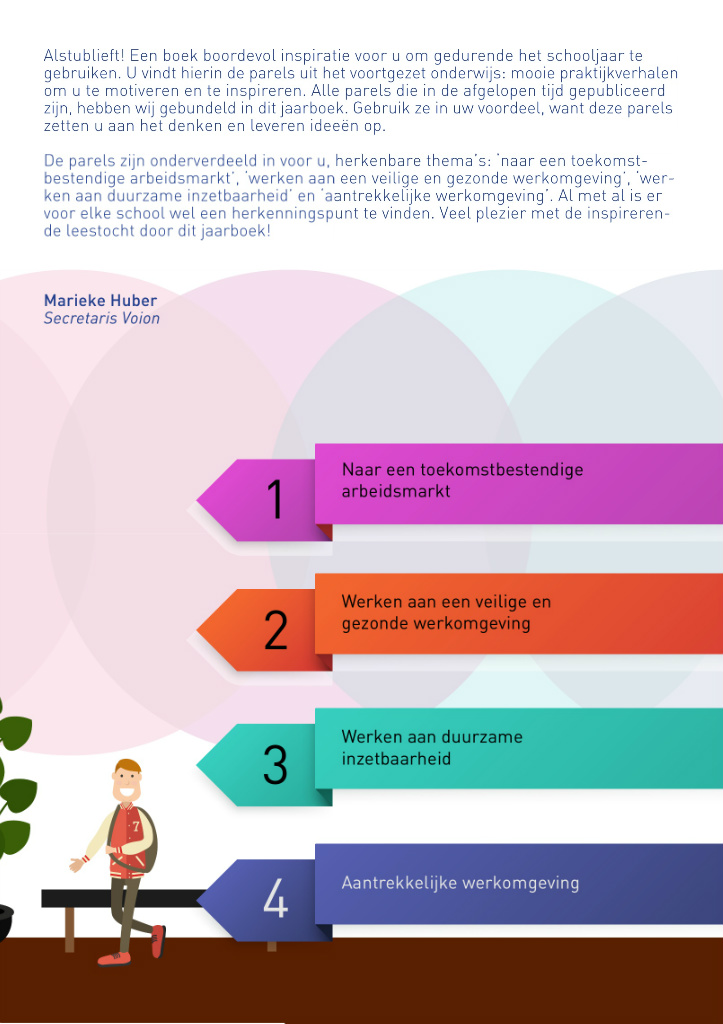 Alstublieft! Een boek boordevol inspiratie voor u om gedurende het schooljaar te
gebruiken. U vindt hierin de parels uit het voortgezet onderwijs: mooie praktijkverhalen
om u te motiveren en te inspireren. Alle parels die in de afgelopen tijd gepubliceerd
zijn, hebben wij gebundeld in dit jaarboek. Gebruik ze in uw voordeel, want deze parels
zetten u aan het denken en leveren ideeën op.

De parels zijn onderverdeeld in voor u, herkenbare thema's: 'naar een toekomst-
bestendige arbeidsmarkt', 'werken aan een veilige en gezonde werkomgeving', 'wer-
ken aan duurzame inzetbaarheid' en 'aantrekkelijke werkomgeving'. Al met al is er
voor elke school wel een herkenningspunt te vinden. Veel plezier met de inspireren-
de leestocht door dit jaarboek!

Marieke Huber
Secretaris Voion

1
Naar een toekomstbestendige
arbeidsmarkt

2
Werken aan een veilige en
gezonde werkomgeving

3
Werken aan duurzame
inzetbaarheid

7

4
Aantrekkelijke werkomgeving